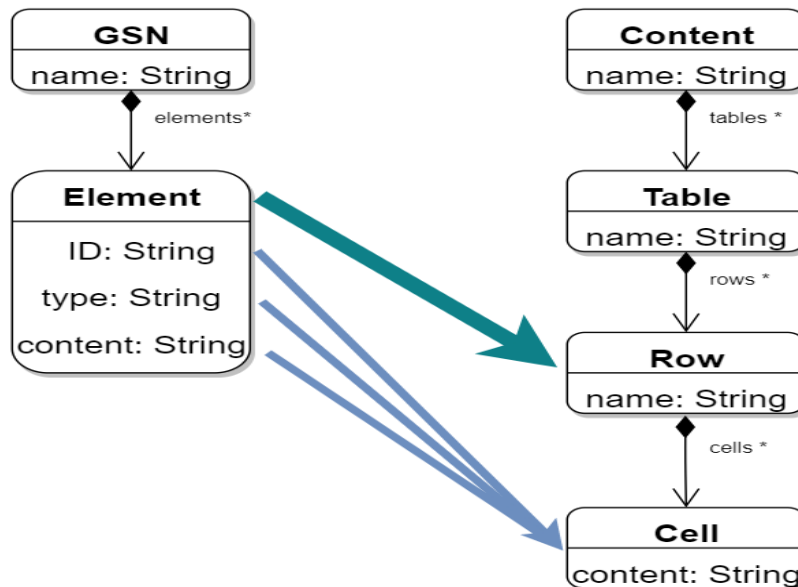 GSN
name: String
elements*
Element
ID: String
type: String
content: String
Content
name: String
tables *
Table
name: String
rows *
Row
name: String
cells *
Cell
content: String